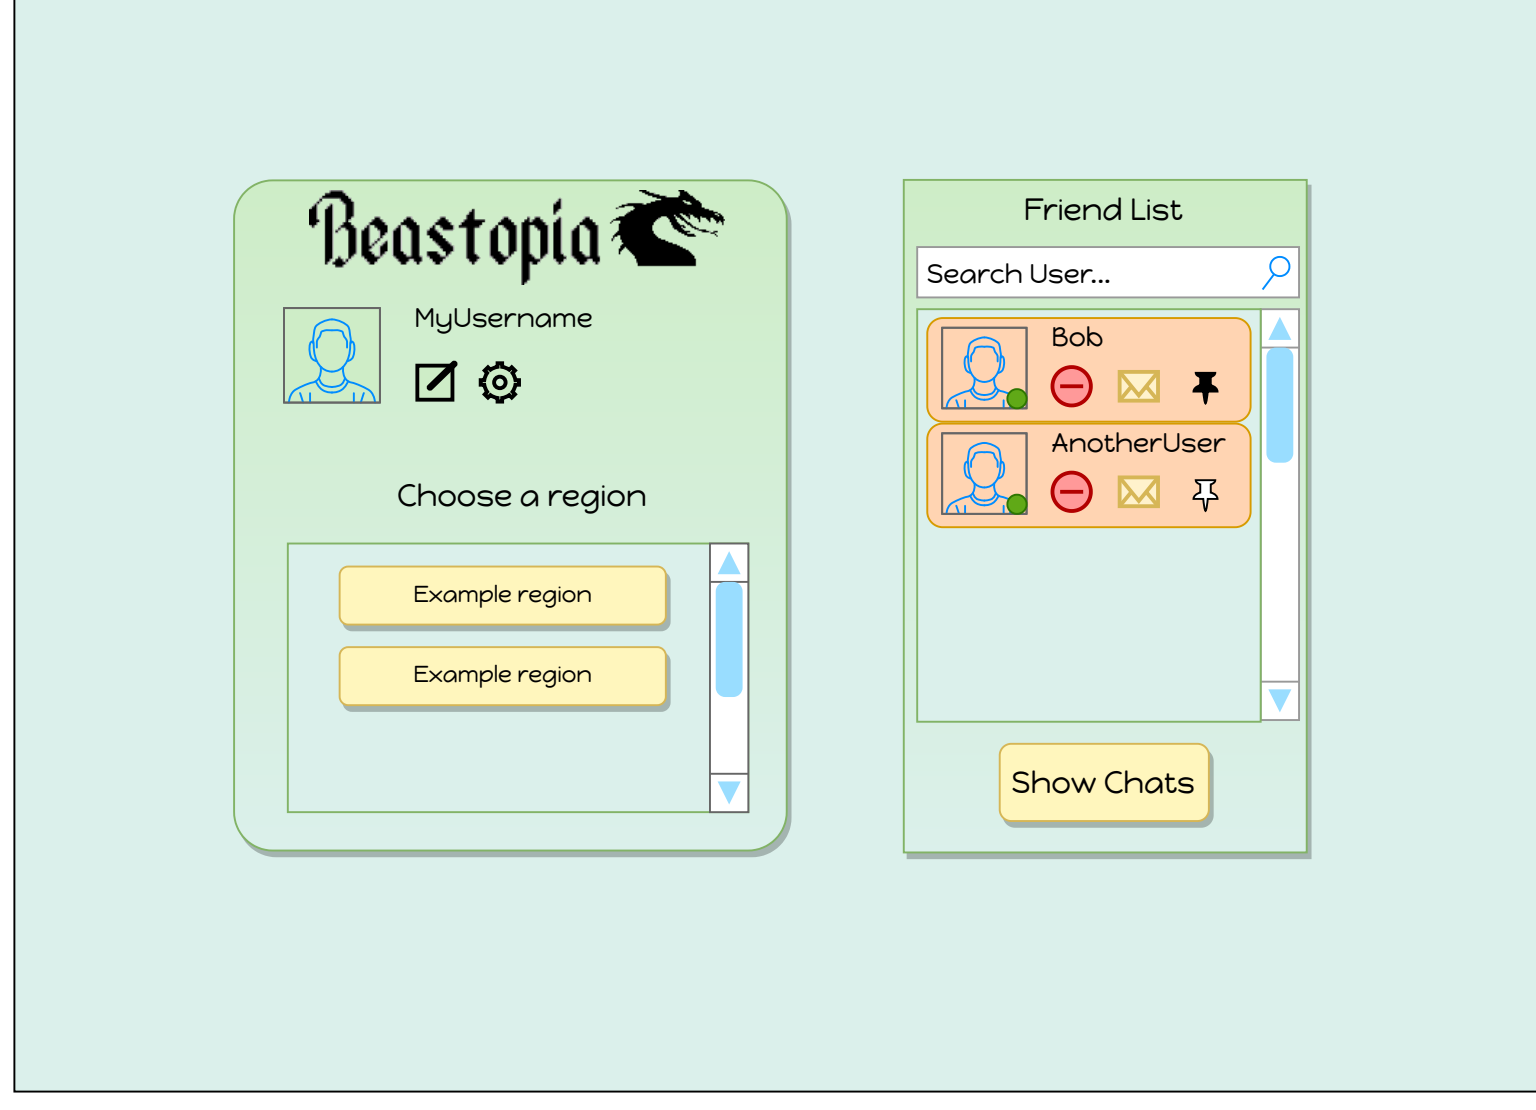 Beastopia
MyUsername
Choose a region
Example region
Example region
Friend List
Search User...
Bob
AnotherUser
Show Chats